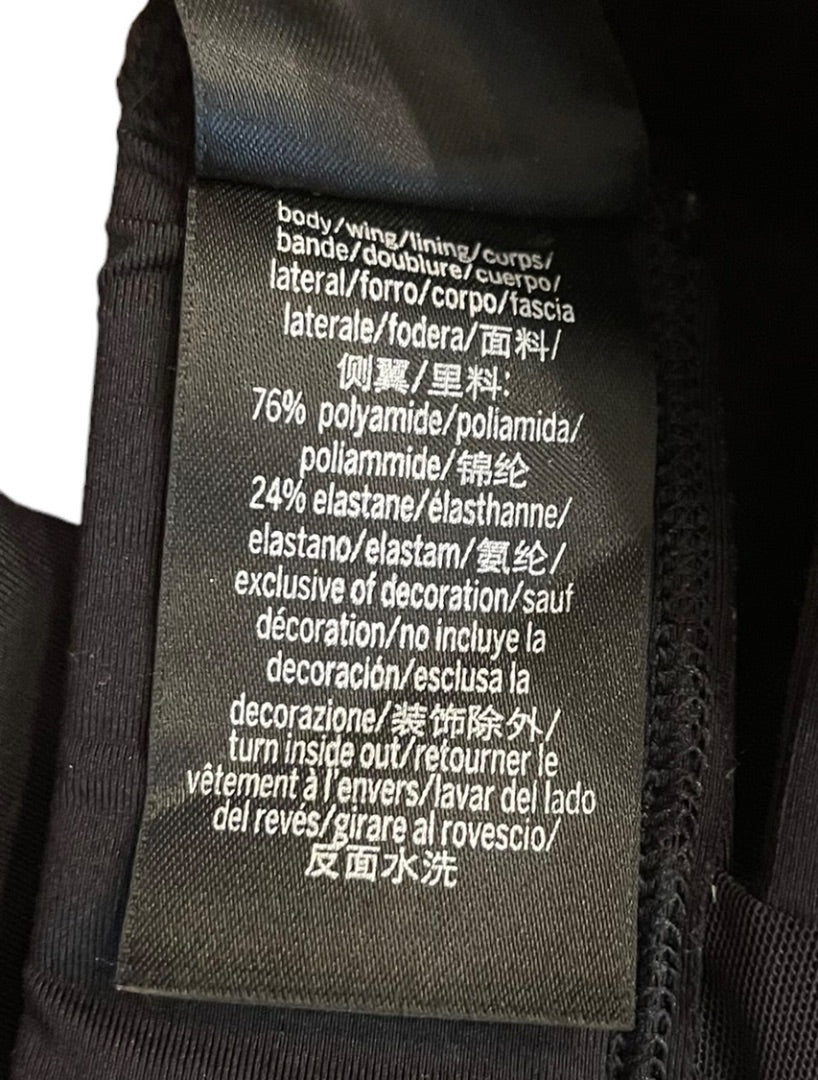 body/wing/lining/corps/
bande/doublure/cuerpo/
lateral/forro/corpo/fascia
laterale/fodera/面料/
侧翼/里料:
76% polyamide/poliamida/
poliammide/锦纶
24% elastane/élasthanne/
elastano/elastam/氨纶/
exclusive of decoration/sauf
décoration/no incluye la
decoración/esclusa la
decorazione/装饰除外/
turn inside out/retourner le
vêtement à l'envers/lavar del lado
del revés/girare al rovescio/
反面水洗